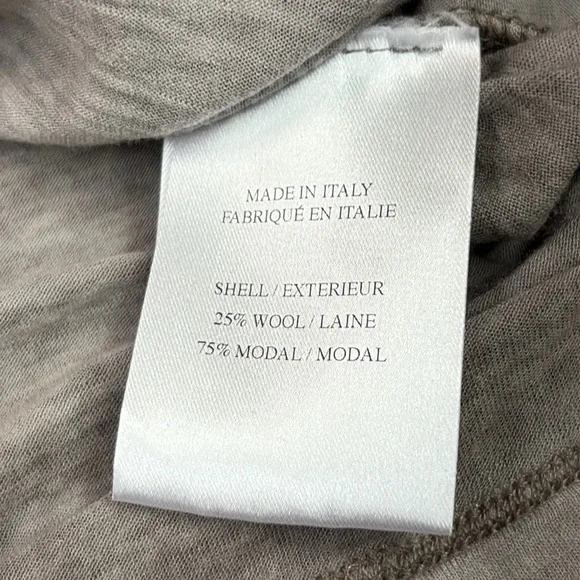 MADE IN ITALY
FABRIQUÉ EN ITALIE
SHELL / EXTERIEUR
25% WOOL / LAINE
75% MODAL / MODAL